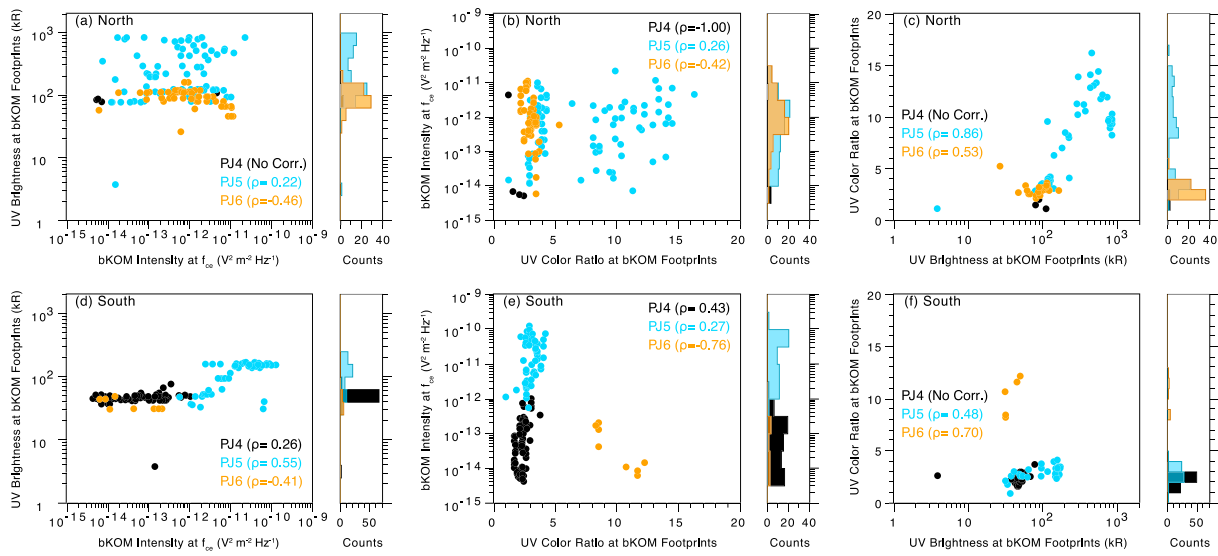 (a) North
UV Brightness at bKOM Footprints (kR)
10³
10²
10
1
PJ4 (No Corr.)
PJ5 (ρ= 0.22)
PJ6 (ρ=-0.46)
10⁻¹⁵ 10⁻¹⁴ 10⁻¹³ 10⁻¹² 10⁻¹¹ 10⁻¹⁰ 10⁻⁹
bKOM Intensity at f_ce (V² m⁻² Hz⁻¹)
0 20 40
Counts
(b) North
bKOM Intensity at f_ce (V² m⁻² Hz⁻¹)
10⁻⁹
10⁻¹⁰
10⁻¹¹
10⁻¹²
10⁻¹³
10⁻¹⁴
10⁻¹⁵
PJ4 (ρ=-1.00)
PJ5 (ρ= 0.26)
PJ6 (ρ=-0.42)
0 5 10 15 20
UV Color Ratio at bKOM Footprints
0 20 40
Counts
(c) North
UV Color Ratio at bKOM Footprints
20
15
10
5
0
PJ4 (No Corr.)
PJ5 (ρ= 0.86)
PJ6 (ρ= 0.53)
1 10 10² 10³
UV Brightness at bKOM Footprints (kR)
0 20 40
Counts
(d) South
UV Brightness at bKOM Footprints (kR)
10³
10²
10
1
PJ4 (ρ= 0.26)
PJ5 (ρ= 0.55)
PJ6 (ρ=-0.41)
10⁻¹⁵ 10⁻¹⁴ 10⁻¹³ 10⁻¹² 10⁻¹¹ 10⁻¹⁰ 10⁻⁹
bKOM Intensity at f_ce (V² m⁻² Hz⁻¹)
0 50
Counts
(e) South
bKOM Intensity at f_ce (V² m⁻² Hz⁻¹)
10⁻⁹
10⁻¹⁰
10⁻¹¹
10⁻¹²
10⁻¹³
10⁻¹⁴
10⁻¹⁵
PJ4 (ρ= 0.43)
PJ5 (ρ= 0.27)
PJ6 (ρ=-0.76)
0 5 10 15 20
UV Color Ratio at bKOM Footprints
0 20 40
Counts
(f) South
UV Color Ratio at bKOM Footprints
20
15
10
5
0
PJ4 (No Corr.)
PJ5 (ρ= 0.48)
PJ6 (ρ= 0.70)
1 10 10² 10³
UV Brightness at bKOM Footprints (kR)
0 50
Counts